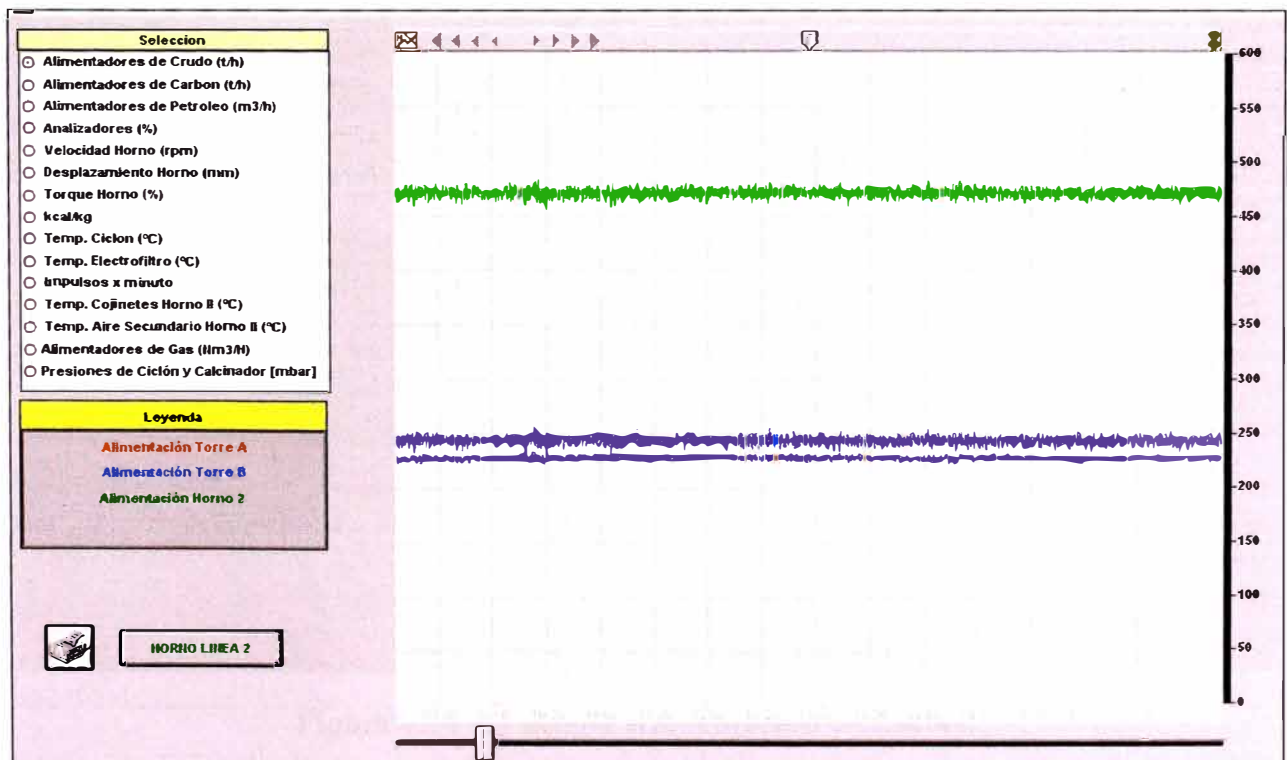 Seleccion
Alimentadores de Crudo (t/h)
Alimentadores de Carbon (t/h)
Alimentadores de Petroleo (m3/h)
Analizadores (%)
Velocidad Horno (rpm)
Desplazamiento Horno (mm)
Torque Horno (%)
kcal/kg
Temp. Ciclon (ºC)
Temp. Electrofiltro (ºC)
Impulsos x minuto
Temp. Cojinetes Horno II (ºC)
Temp. Aire Secundario Horno II (ºC)
Alimentadores de Gas (Nm3/H)
Presiones de Ciclón y Calcinador [mbar]
Leyenda
Alimentación Torre A
Alimentación Torre B
Alimentación Horno 2
HORNO LINEA 2
600
550
500
450
400
350
300
250
200
150
100
50
0